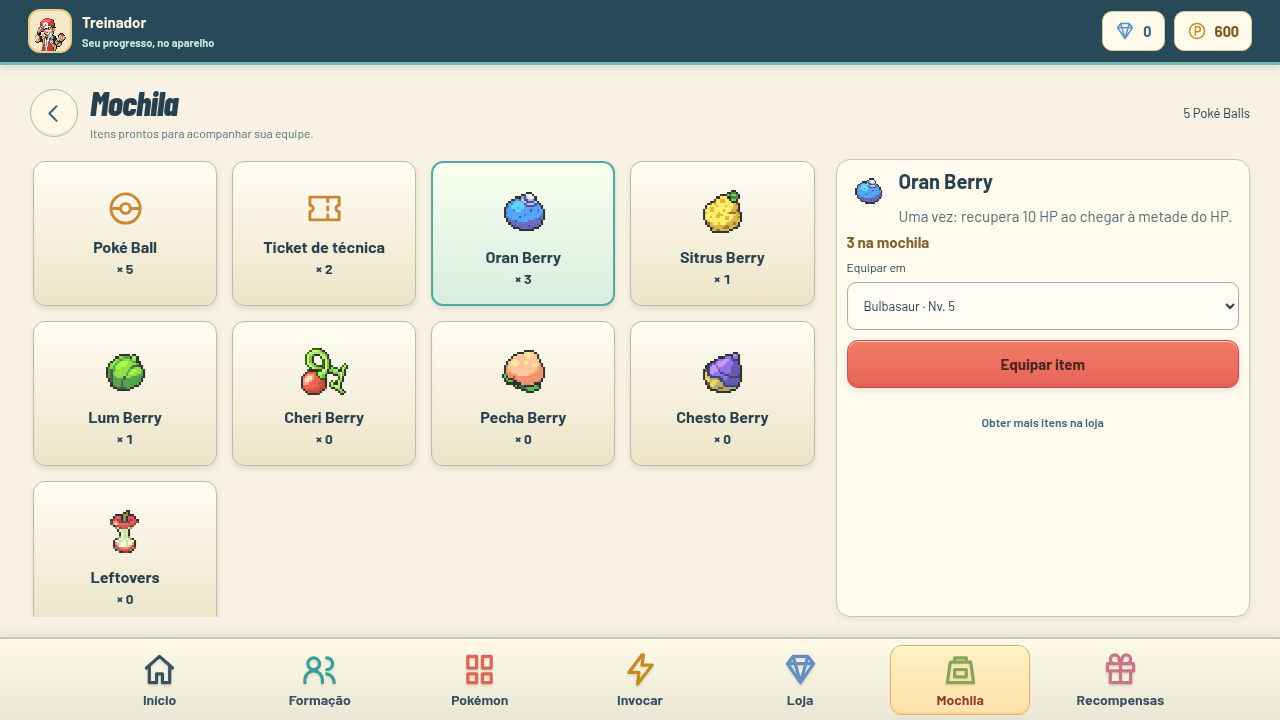 Treinador
Seu progresso, no aparelho
0
600
Mochila
Itens prontos para acompanhar sua equipe.
5 Poké Balls
Poké Ball
× 5
Ticket de técnica
× 2
Oran Berry
× 3
Sitrus Berry
× 1
Lum Berry
× 1
Cheri Berry
× 0
Pecha Berry
× 0
Chesto Berry
× 0
Leftovers
× 0
Oran Berry
Uma vez: recupera 10 HP ao chegar à metade do HP.
3 na mochila
Equipar em
Bulbasaur · Nv. 5
Equipar item
Obter mais itens na loja
Início
Formação
Pokémon
Invocar
Loja
Mochila
Recompensas